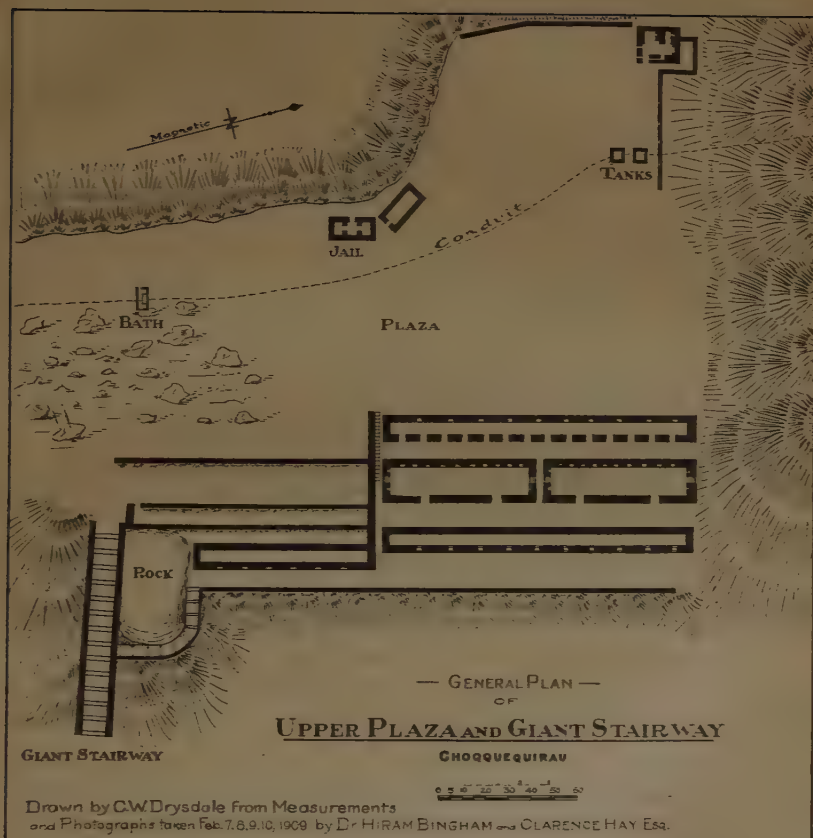 Magnetic
TANKS
Conduit
JAIL
BATH
PLAZA
ROCK
— GENERAL PLAN —
OF
UPPER PLAZA AND GIANT STAIRWAY
CHOQQUEQUIRAU
GIANT STAIRWAY
0 5 10 20 30 40 50 60
Drawn by C.W. Drysdale from Measurements
and Photographs taken Feb. 7. 8. 9. 10, 1909 by Dr HIRAM BINGHAM and CLARENCE HAY ESQ.